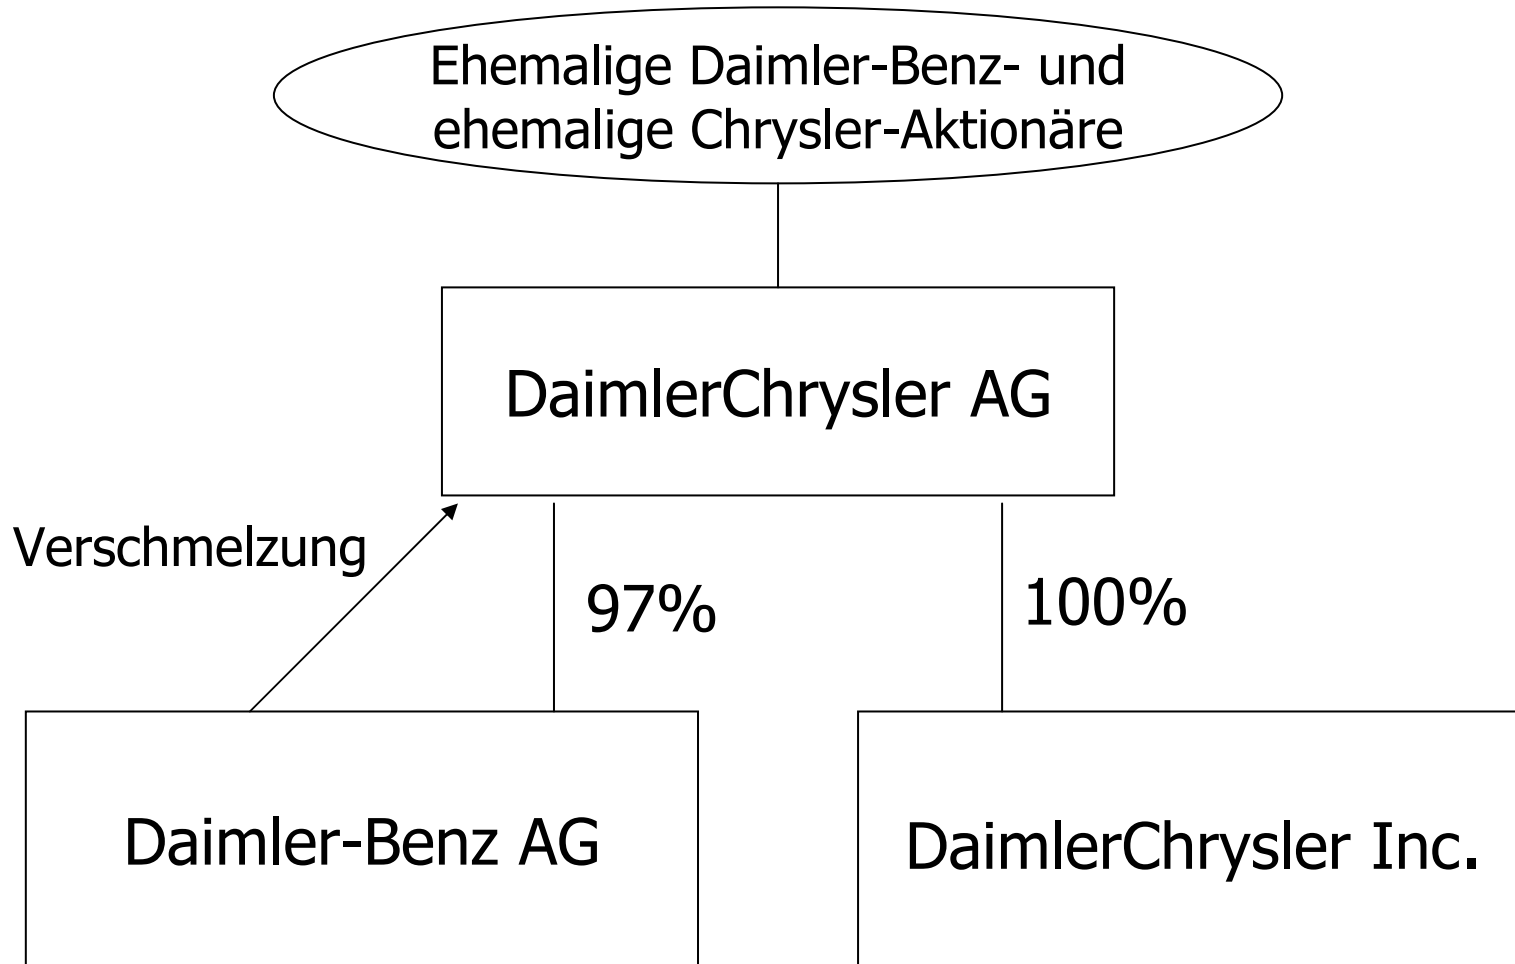 Ehemalige Daimler-Benz- und
ehemalige Chrysler-Aktionäre
DaimlerChrysler AG
Verschmelzung
97%
100%
Daimler-Benz AG
DaimlerChrysler Inc.